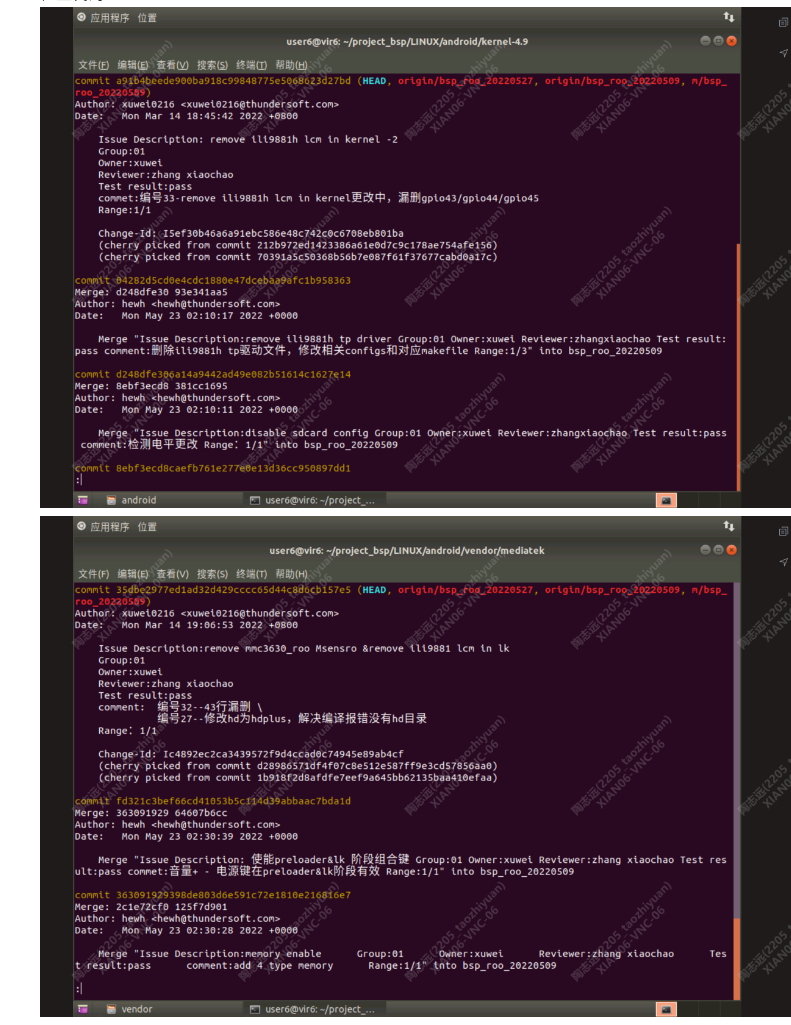 应用程序 位置
user6@vir6: ~/project_bsp/LINUX/android/kernel-4.9
文件(F) 编辑(E) 查看(V) 搜索(S) 终端(T) 帮助(H)
commit a91b4beede900ba918c99848775e5068623d27bd (HEAD, origin/bsp_roo_20220527, origin/bsp_roo_20220509, m/bsp_
roo_20220509)
Author: xuwei0216 <xuwei0216@thundersoft.com>
Date: Mon Mar 14 18:45:42 2022 +0800
Issue Description: remove ili9881h lcm in kernel -2
Group:01
Owner:xuwei
Reviewer:zhang xiaochao
Test result:pass
commet:编号33-remove ili9881h lcm in kernel更改中，漏删gpio43/gpio44/gpio45
Range:1/1
Change-Id: I5ef30b46a6a91ebc586e48c742c0c6708eb801ba
(cherry picked from commit 212b972ed1423386a61e0d7c9c178ae754afe156)
(cherry picked from commit 70391a5c50368b56b7e087f61f37677cabd0a17c)
commit 04282d5cd0e4cdc1880e47dcebaa9afc1b958363
Merge: d248dfe30 93e341aa5
Author: hewh <hewh@thundersoft.com>
Date: Mon May 23 02:10:17 2022 +0000
Merge "Issue Description:remove ili9881h tp driver Group:01 Owner:xuwei Reviewer:zhangxiaochao Test result:
pass comment:删除ili9881h tp驱动文件，修改相关configs和对应makefile Range:1/3" into bsp_roo_20220509
commit d248dfe306a14a9442ad49e082b51614c1627e14
Merge: 8ebf3ecd8 381cc1695
Author: hewh <hewh@thundersoft.com>
Date: Mon May 23 02:10:11 2022 +0000
Merge "Issue Description:disable sdcard config Group:01 Owner:xuwei Reviewer:zhangxiaochao Test result:pass
comment:检测电平更改 Range: 1/1" into bsp_roo_20220509
commit 8ebf3ecd8caefb761e277e0e13d36cc950897dd1
:
android user6@vir6: ~/project_...
应用程序 位置
user6@vir6: ~/project_bsp/LINUX/android/vendor/mediatek
文件(F) 编辑(E) 查看(V) 搜索(S) 终端(T) 帮助(H)
commit 35dbe2977ed1ad32d429cccc65d44c8d6cb157e5 (HEAD, origin/bsp_roo_20220527, origin/bsp_roo_20220509, m/bsp_
roo_20220509)
Author: xuwei0216 <xuwei0216@thundersoft.com>
Date: Mon Mar 14 19:06:53 2022 +0800
Issue Description:remove mmc3630_roo Msensro &remove ili9881 lcm in lk
Group:01
Owner:xuwei
Reviewer:zhang xiaochao
Test result:pass
comment: 编号32--43行漏删 \
编号27--修改hd为hdplus，解决编译报错没有hd目录
Range: 1/1
Change-Id: Ic4892ec2ca3439572f9d4ccad0c74945e89ab4cf
(cherry picked from commit d28986571df4f07c8e512e587ff9e3cd57856aa0)
(cherry picked from commit 1b918f2d8afdfe7eef9a645bb62135baa410efaa)
commit fd321c3bef66cd41053b5c114d39abbaac7bda1d
Merge: 363091929 64607b6cc
Author: hewh <hewh@thundersoft.com>
Date: Mon May 23 02:30:39 2022 +0000
Merge "Issue Description: 使能preloader&lk 阶段组合键 Group:01 Owner:xuwei Reviewer:zhang xiaochao Test res
ult:pass commet:音量+ - 电源键在preloader&lk阶段有效 Range:1/1" into bsp_roo_20220509
commit 363091929398de803d6e591c72e1810e216816e7
Merge: 2c1e72cf0 125f7d901
Author: hewh <hewh@thundersoft.com>
Date: Mon May 23 02:30:28 2022 +0000
Merge "Issue Description:memory enable Group:01 Owner:xuwei Reviewer:zhang xiaochao Tes
t result:pass comment:add 4 type memory Range:1/1" into bsp_roo_20220509
:
vendor user6@vir6: ~/project_...